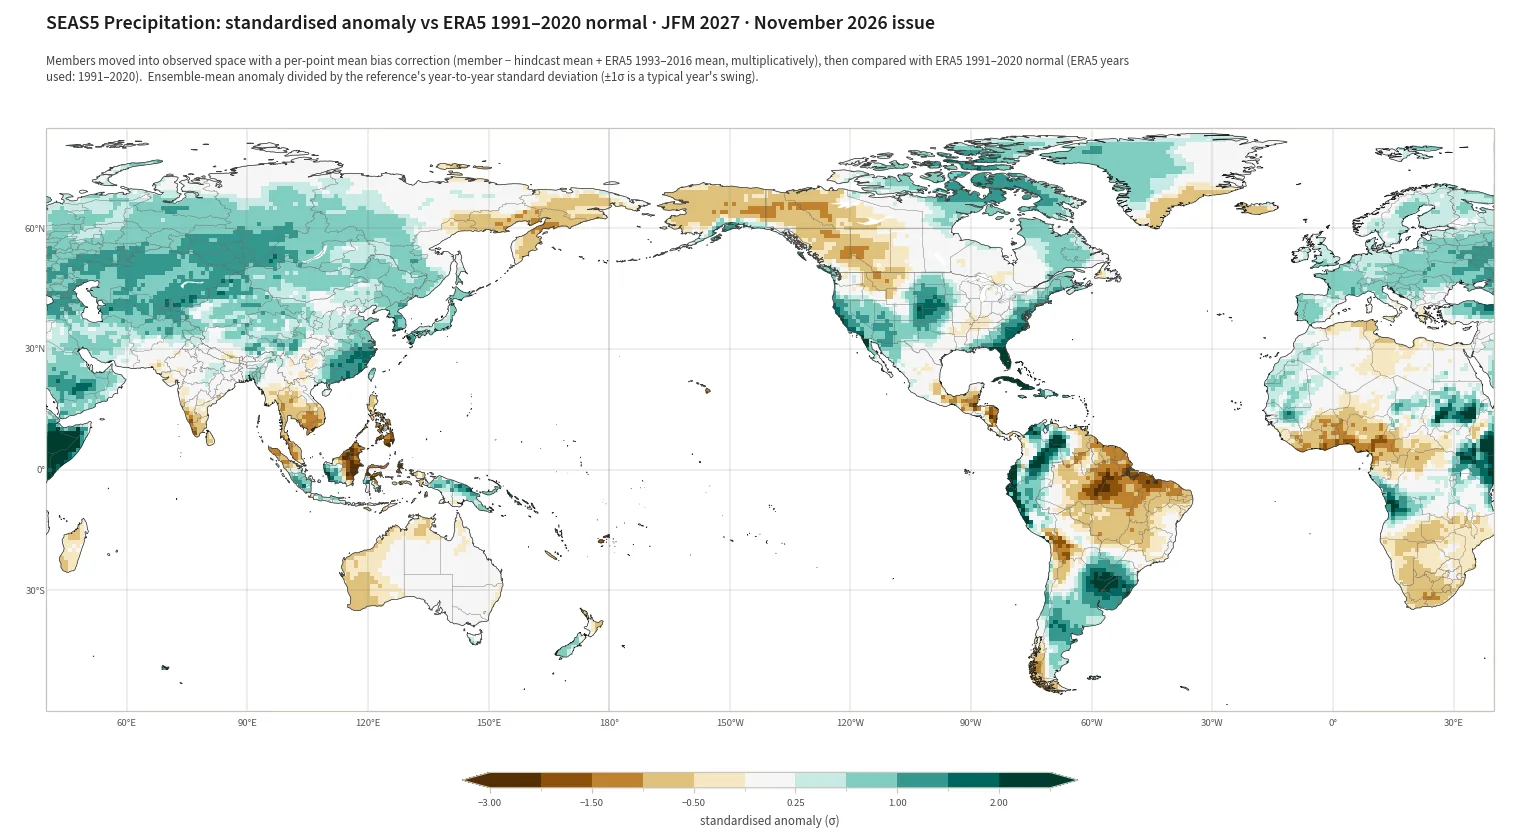 SEAS5 Precipitation: standardised anomaly vs ERA5 1991–2020 normal · JFM 2027 · November 2026 issue
Members moved into observed space with a per-point mean bias correction (member − hindcast mean + ERA5 1993–2016 mean, multiplicatively), then compared with ERA5 1991–2020 normal (ERA5 years
used: 1991–2020). Ensemble-mean anomaly divided by the reference's year-to-year standard deviation (±1σ is a typical year's swing).
60°N
30°N
0°
30°S
60°E 90°E 120°E 150°E 180° 150°W 120°W 90°W 60°W 30°W 0° 30°E
−3.00 −1.50 −0.50 0.25 1.00 2.00
standardised anomaly (σ)